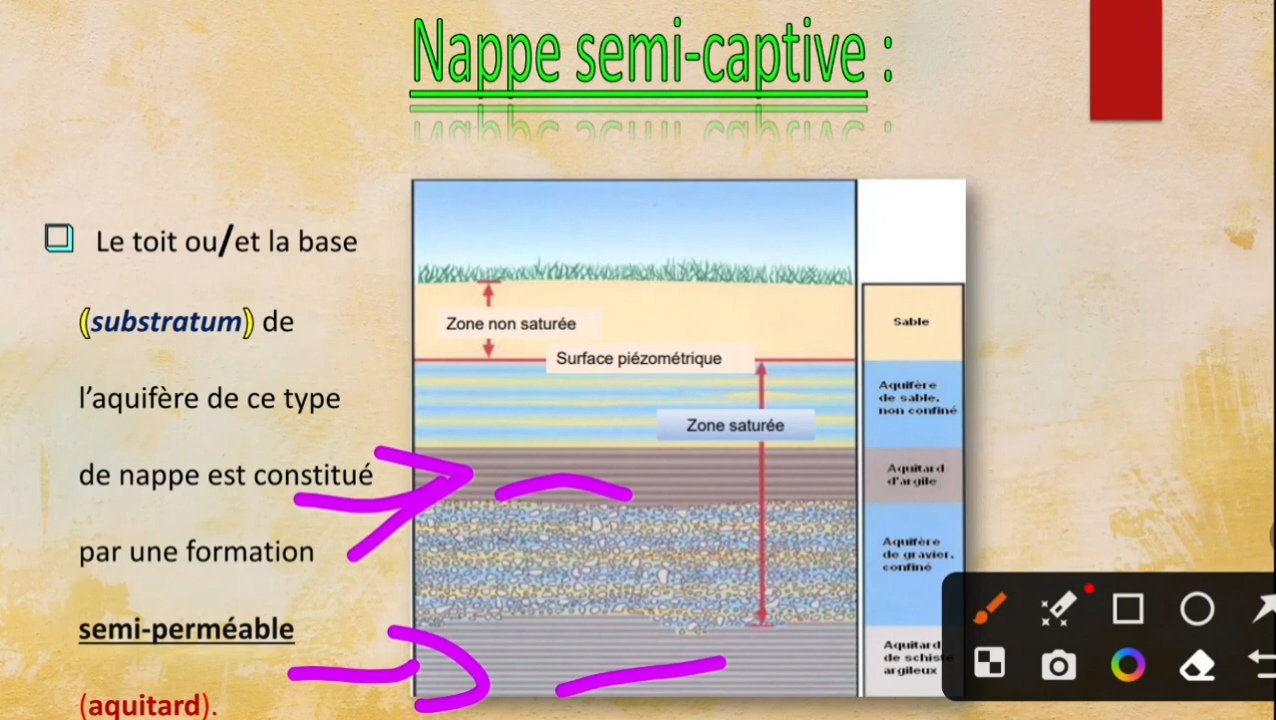 Nappe semi-captive :
Le toit ou/et la base
(substratum) de
l’aquifère de ce type
de nappe est constitué
par une formation
semi-perméable
(aquitard).
Zone non saturée
Surface piézométrique
Zone saturée
Sable
Aquifère
de sable,
non confiné
Aquitard
d'argile
Aquifère
de gravier,
confiné
Aquitard
de schiste
argileux